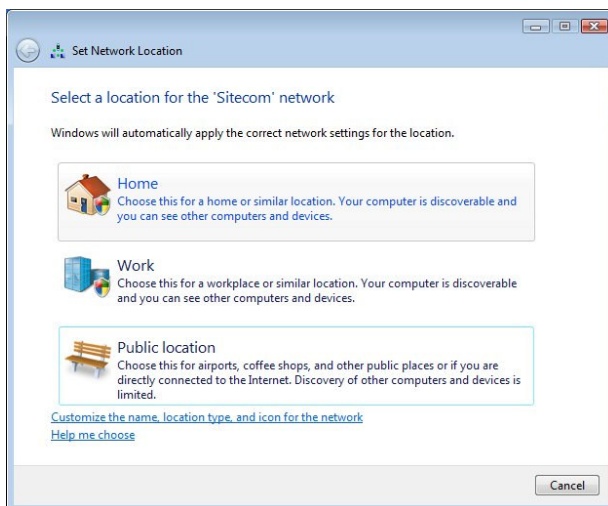 Set Network Location
Select a location for the 'Sitecom' network
Windows will automatically apply the correct network settings for the location.
Home
Choose this for a home or similar location. Your computer is discoverable and
you can see other computers and devices.
Work
Choose this for a workplace or similar location. Your computer is discoverable
and you can see other computers and devices.
Public location
Choose this for airports, coffee shops, and other public places or if you are
directly connected to the Internet. Discovery of other computers and devices is
limited.
Customize the name, location type, and icon for the network
Help me choose
Cancel